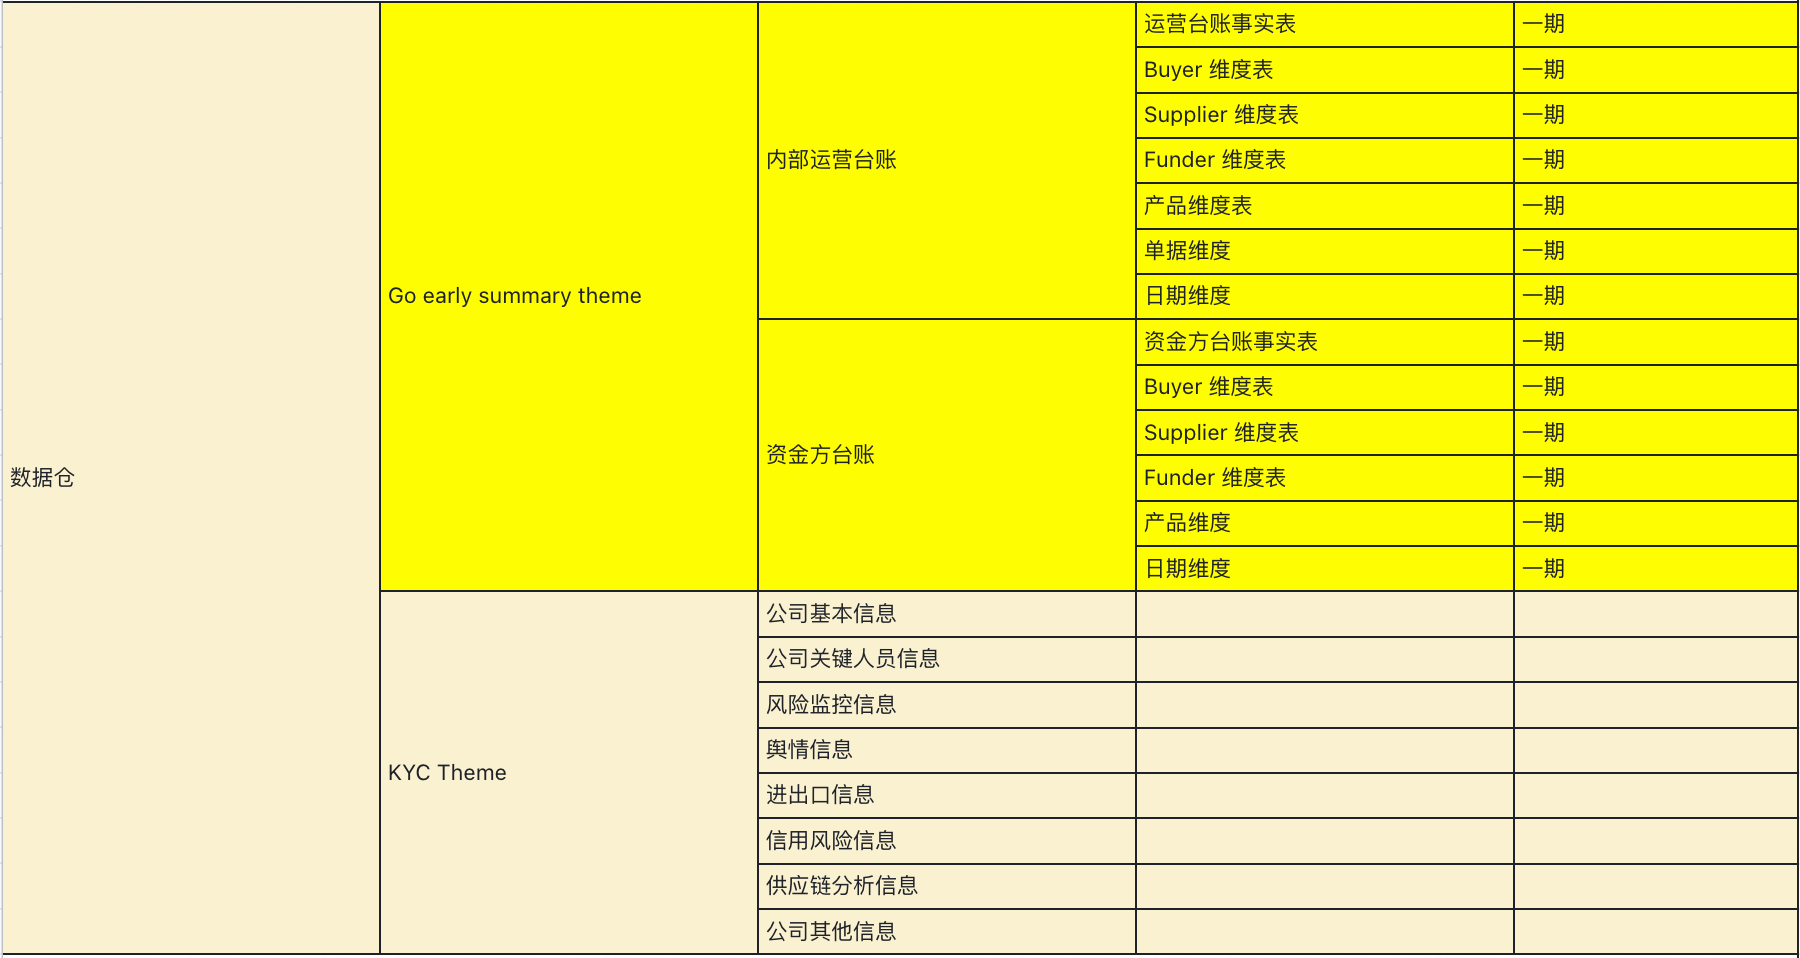 数据仓
Go early summary theme
内部运营台账
运营台账事实表 一期
Buyer 维度表 一期
Supplier 维度表 一期
Funder 维度表 一期
产品维度表 一期
单据维度 一期
日期维度 一期
资金方台账
资金方台账事实表 一期
Buyer 维度表 一期
Supplier 维度表 一期
Funder 维度表 一期
产品维度 一期
日期维度 一期
KYC Theme
公司基本信息
公司关键人员信息
风险监控信息
舆情信息
进出口信息
信用风险信息
供应链分析信息
公司其他信息